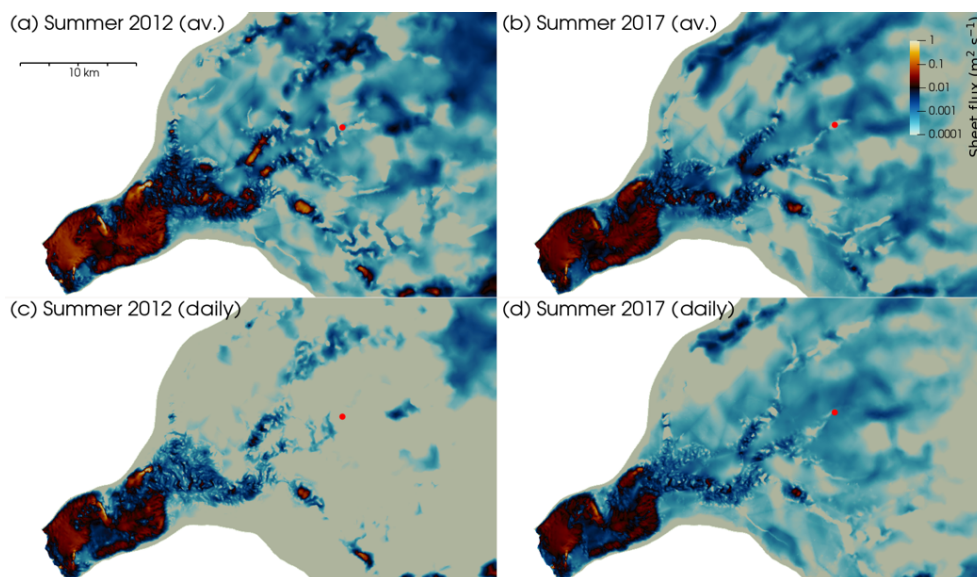 (a) Summer 2012 (av.)
10 km
(b) Summer 2017 (av.)
1
0.1
0.01
0.001
0.0001
Sheet flux (m² s⁻¹)
(c) Summer 2012 (daily)
(d) Summer 2017 (daily)